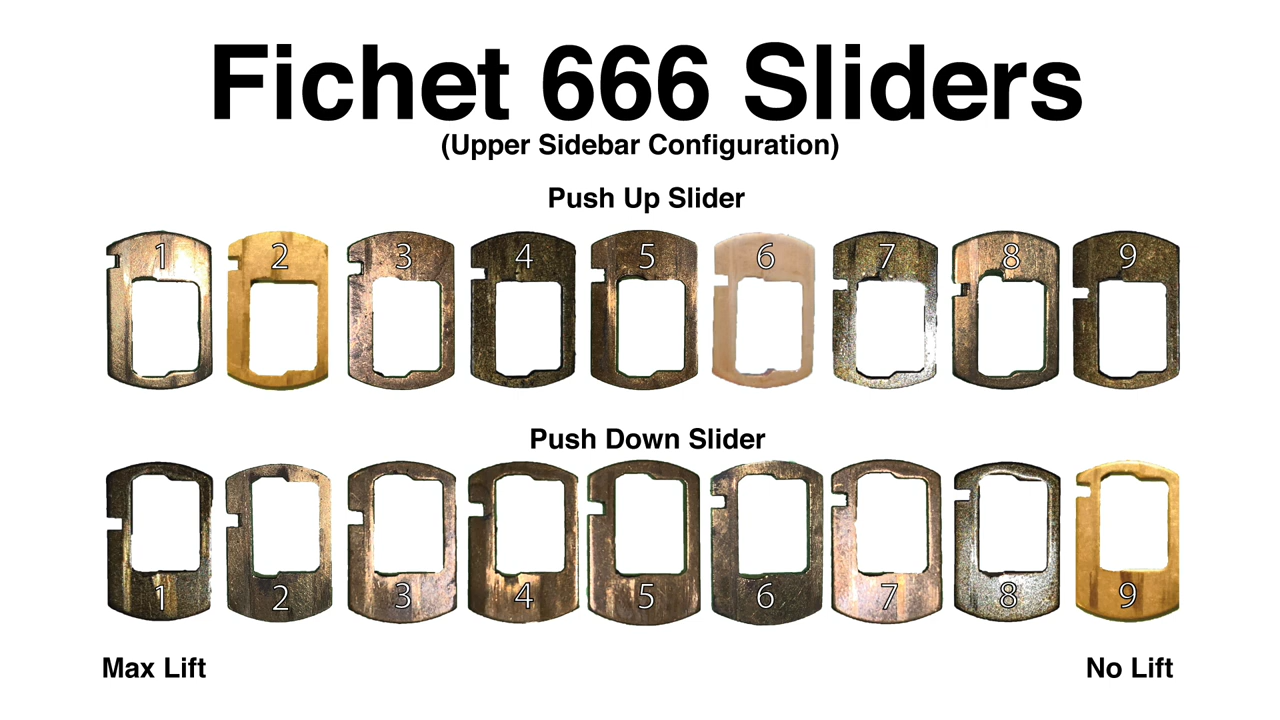 Fichet 666 Sliders
(Upper Sidebar Configuration)
Push Up Slider
1 2 3 4 5 6 7 8 9
Push Down Slider
1 2 3 4 5 6 7 8 9
Max Lift No Lift